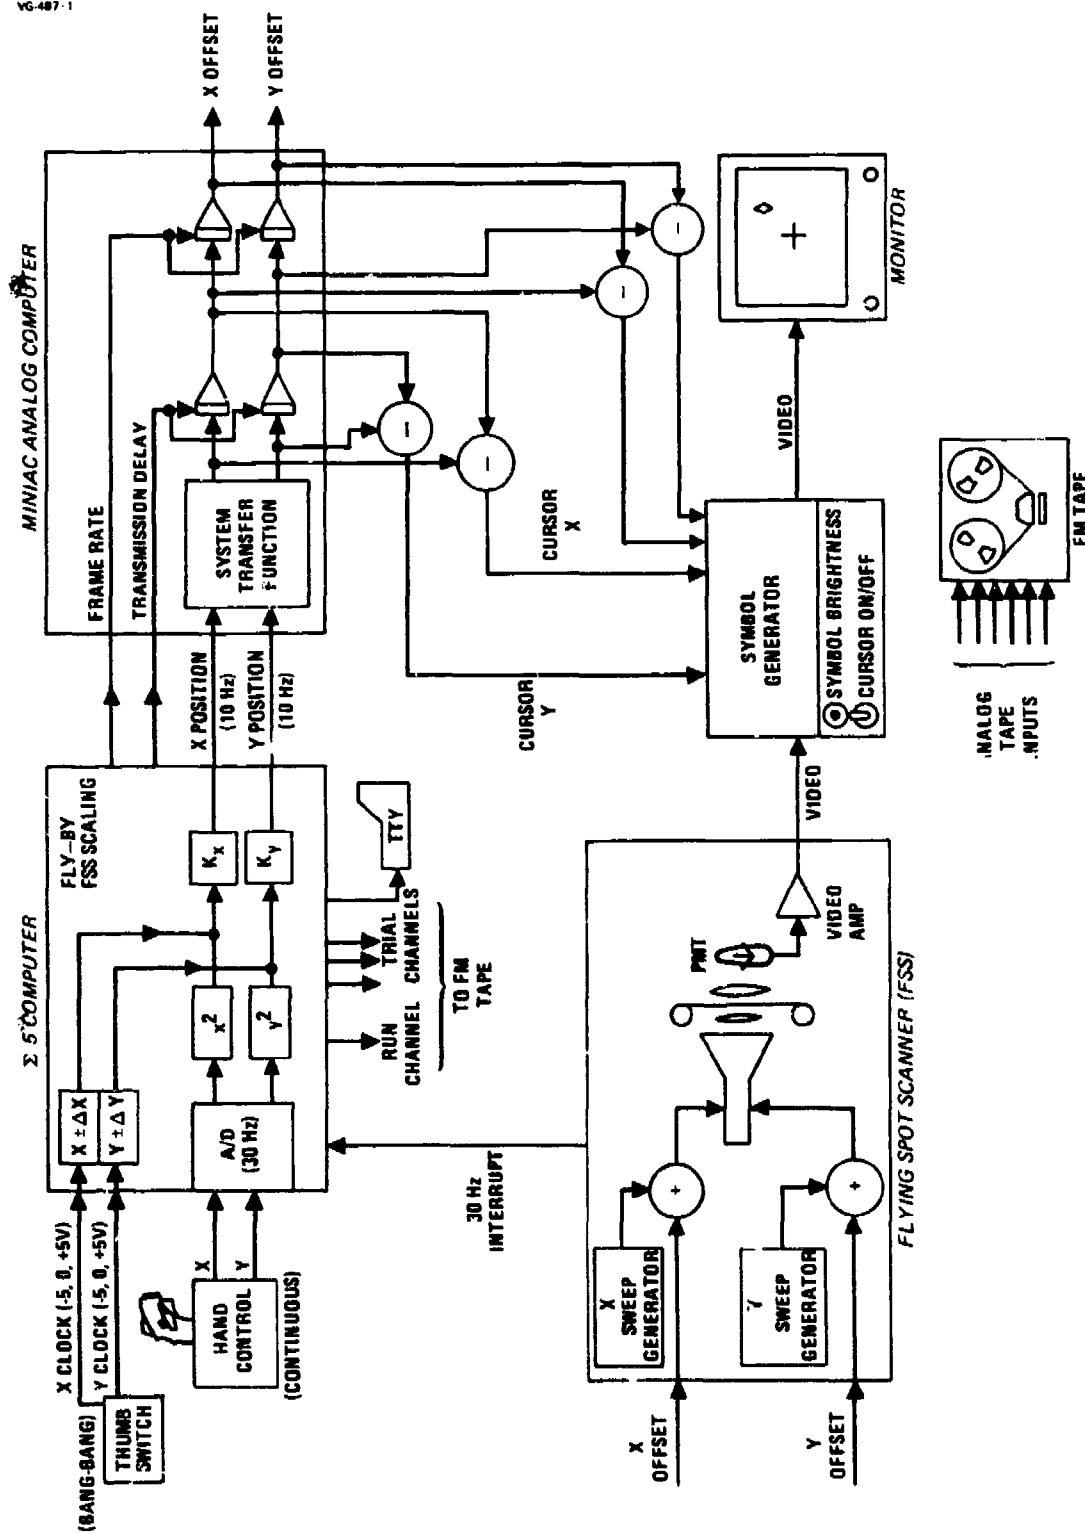 VG-487-1
(BANG-BANG)
THUMB
SWITCH
X CLOCK (-5, 0, +5V)
Y CLOCK (-5, 0, +5V)
HAND
CONTROL
(CONTINUOUS)
X
Y
Σ 5 COMPUTER
X ± ΔX
Y ± ΔY
A/D
(30 Hz)
x²
y²
Kx
Ky
FLY-BY
FSS SCALING
RUN
CHANNEL
TRIAL
CHANNELS
TO FM
TAPE
TTY
30 Hz
INTERRUPT
X POSITION
(10 Hz)
Y POSITION
(10 Hz)
MINIAC ANALOG COMPUTER
FRAME RATE
TRANSMISSION DELAY
SYSTEM
TRANSFER
FUNCTION
X OFFSET
Y OFFSET
-
-
-
-
CURSOR
X
CURSOR
Y
X
OFFSET
Y
OFFSET
X
SWEEP
GENERATOR
Y
SWEEP
GENERATOR
+
+
PMT
VIDEO
AMP
FLYING SPOT SCANNER (FSS)
VIDEO
SYMBOL
GENERATOR
SYMBOL BRIGHTNESS
CURSOR ON/OFF
VIDEO
MONITOR
ANALOG
TAPE
INPUTS
FM TAPE